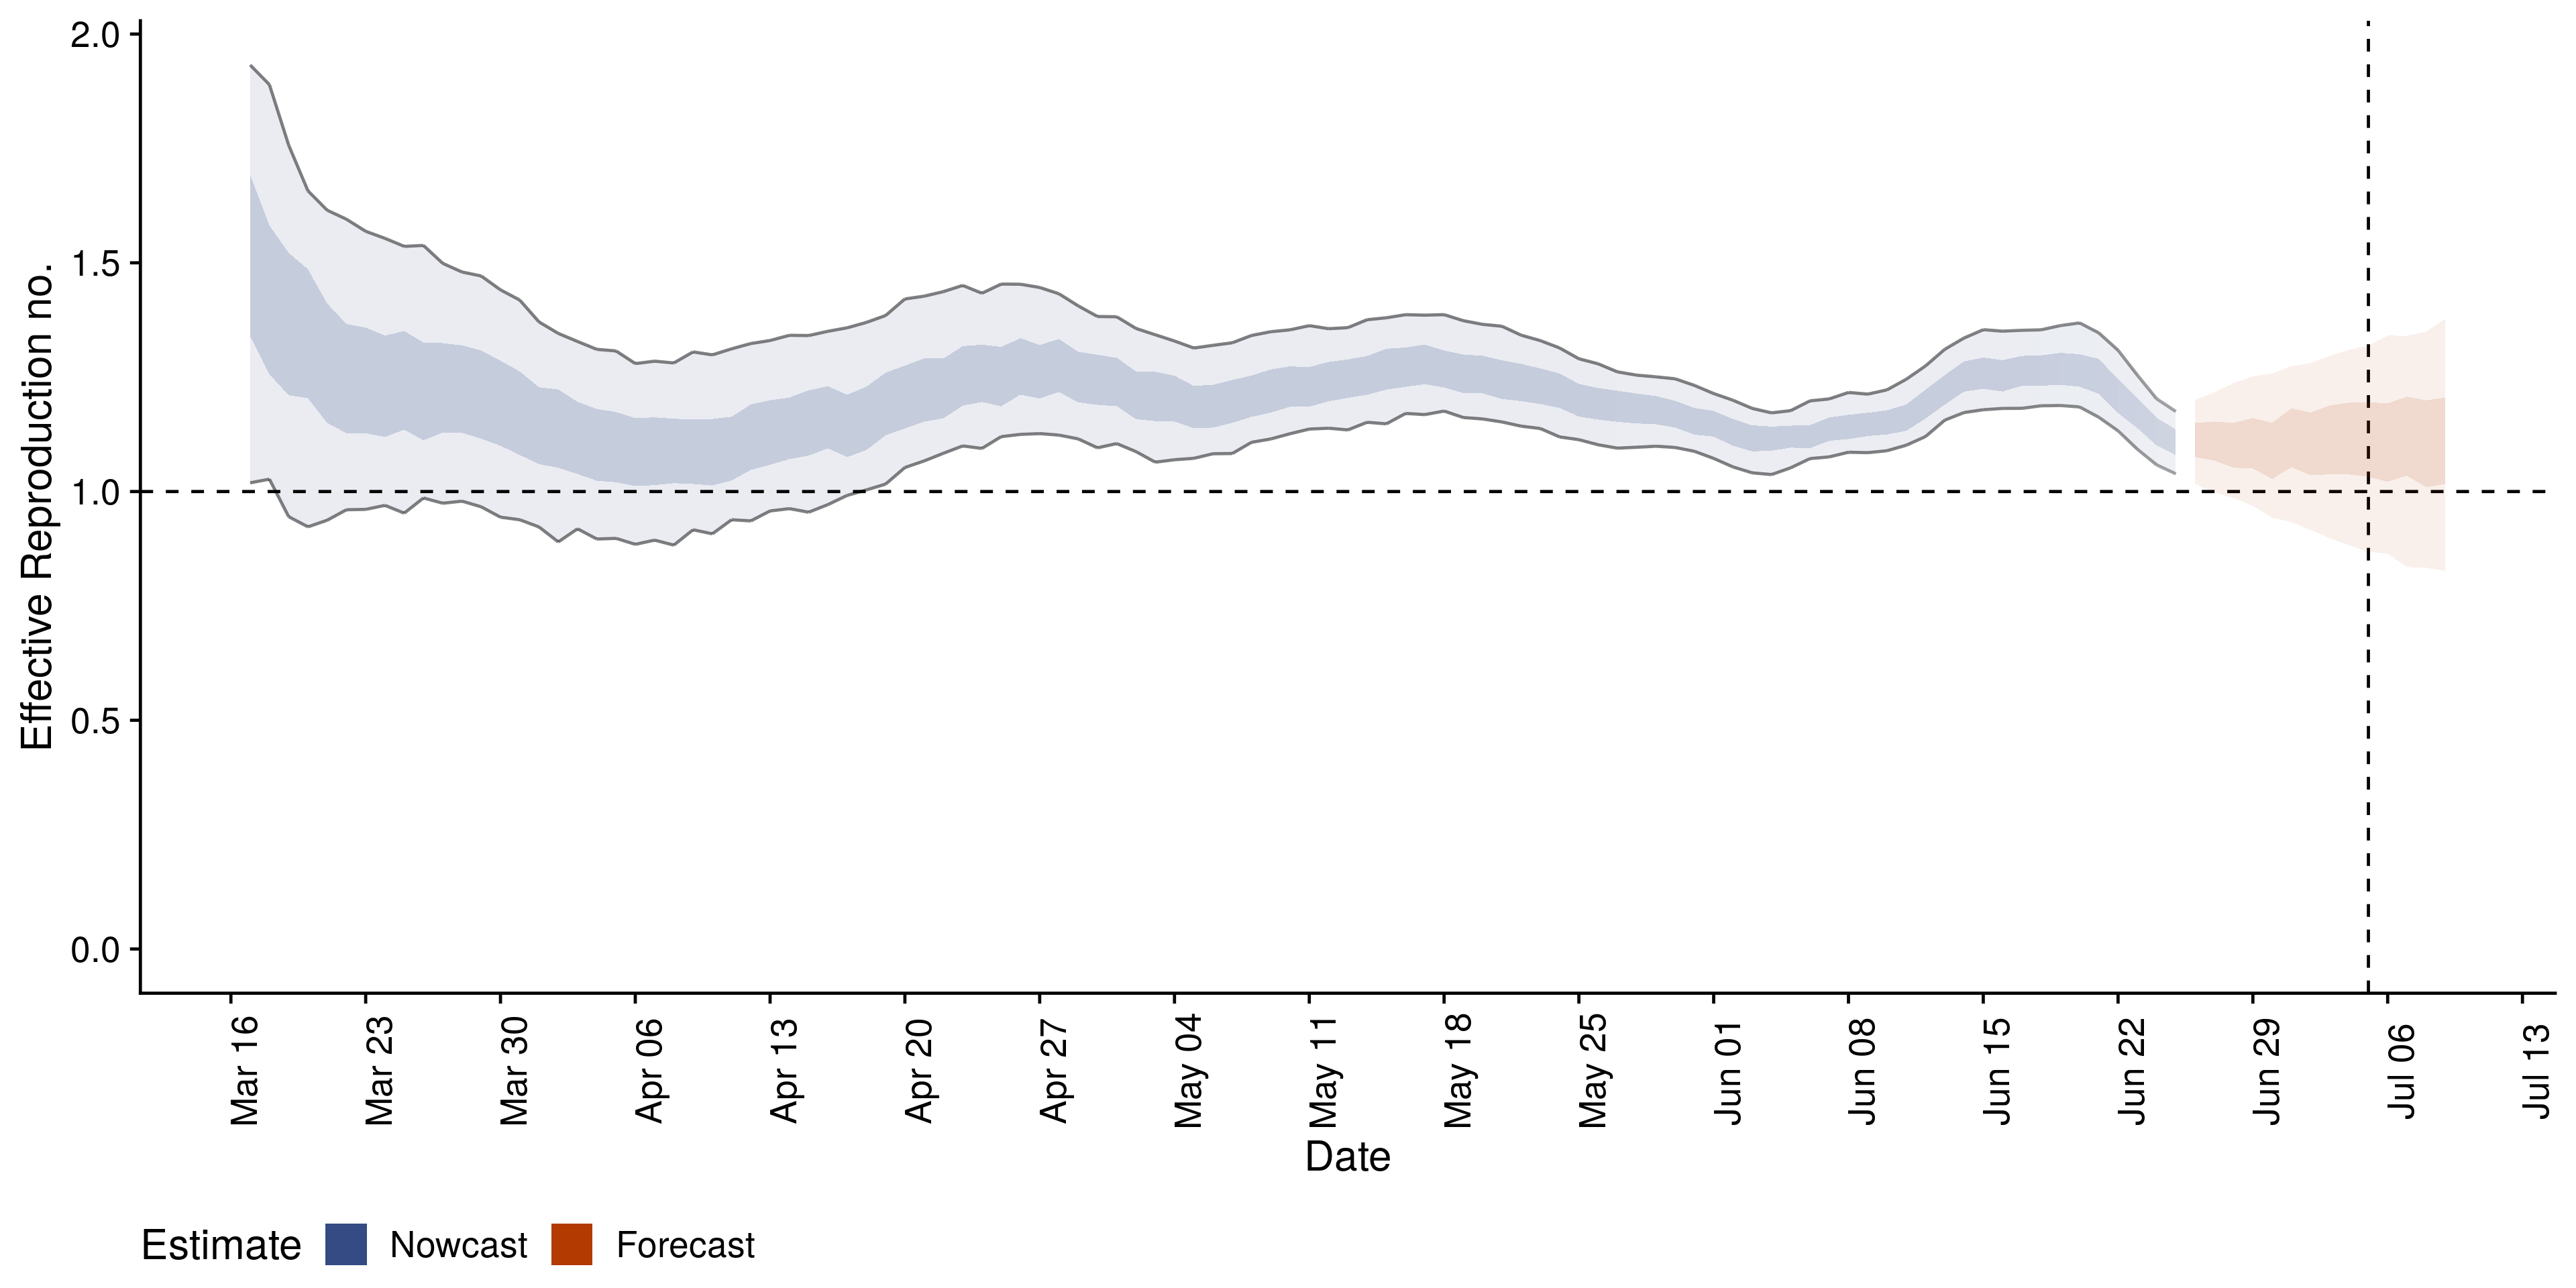 Effective Reproduction no.
2.0
1.5
1.0
0.5
0.0
Mar 16
Mar 23
Mar 30
Apr 06
Apr 13
Apr 20
Apr 27
May 04
May 11
May 18
May 25
Jun 01
Jun 08
Jun 15
Jun 22
Jun 29
Jul 06
Jul 13
Date
Estimate Nowcast Forecast